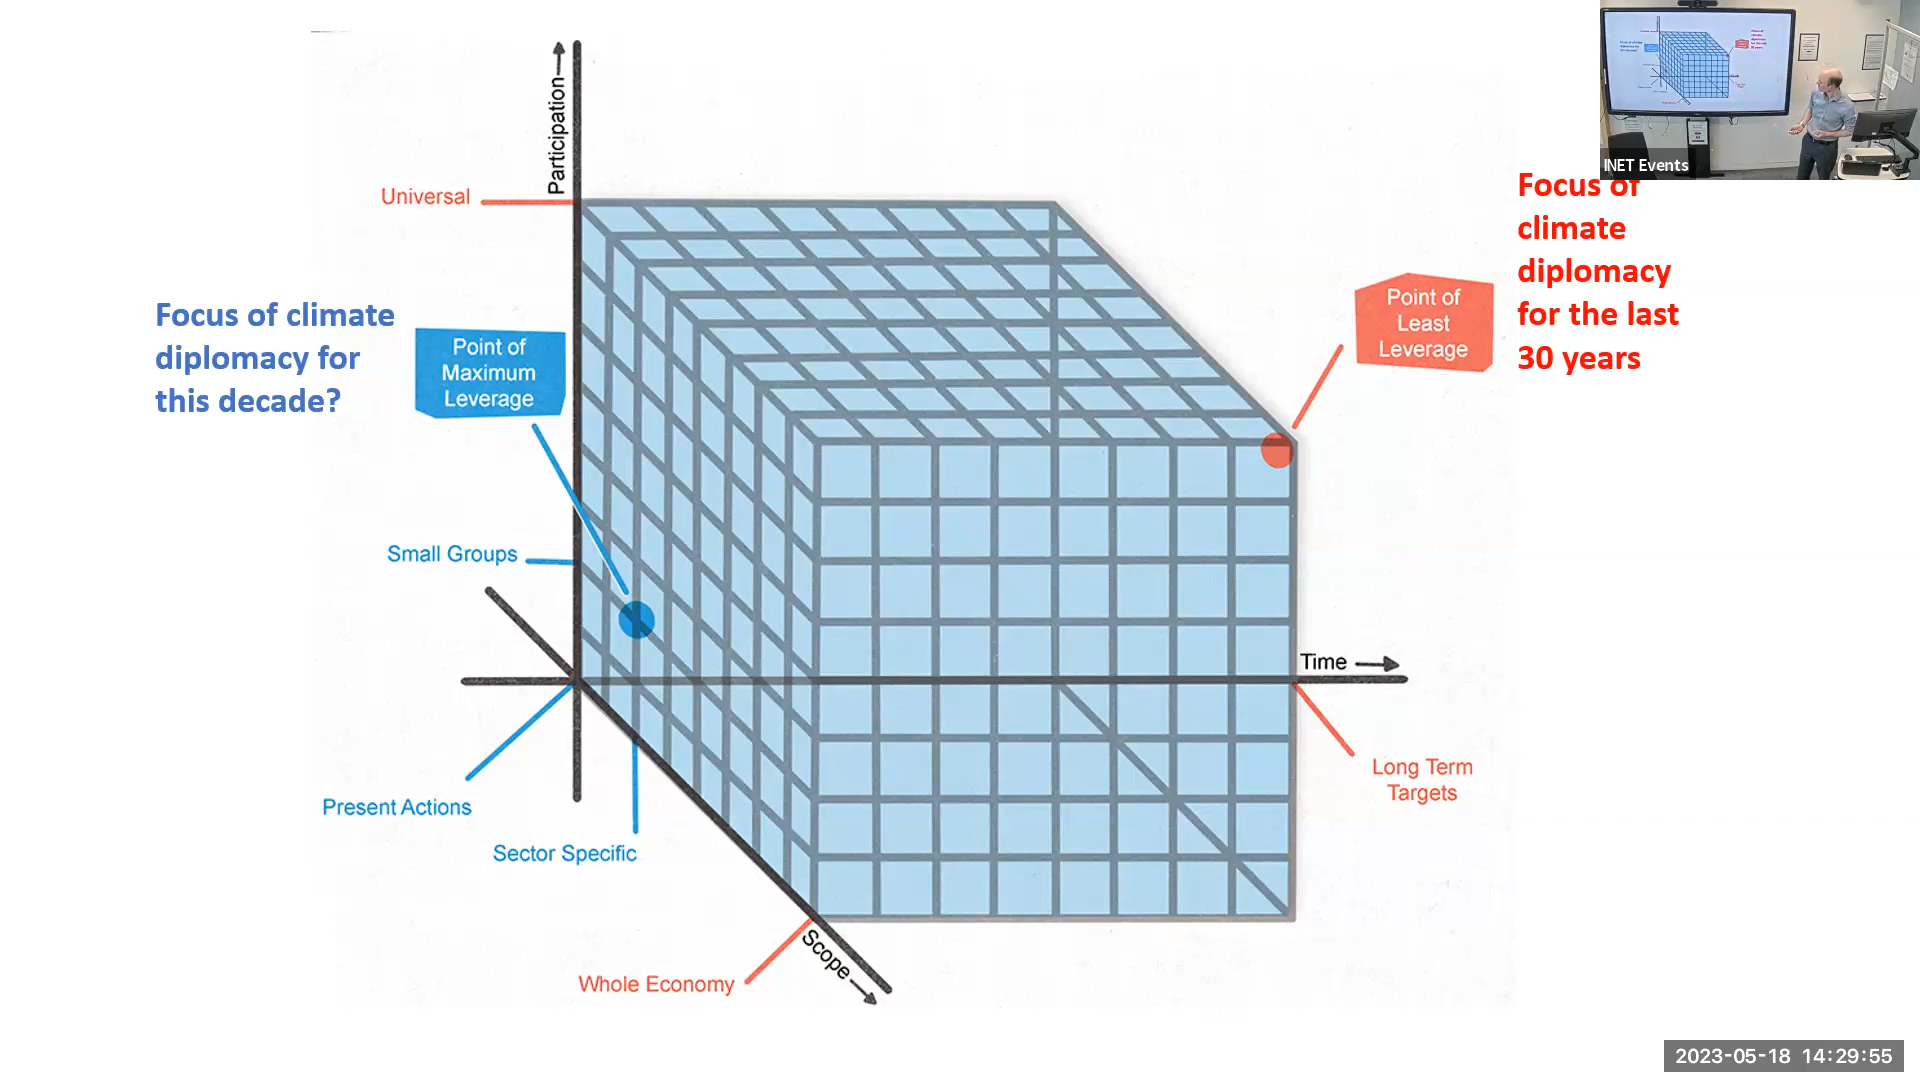 Participation
Universal
Focus of climate
diplomacy for
this decade?
Point of
Maximum
Leverage
Small Groups
Present Actions
Sector Specific
Whole Economy
Scope
Time
Long Term
Targets
Point of
Least
Leverage
INET Events
Focus of
climate
diplomacy
for the last
30 years
2023-05-18 14:29:55